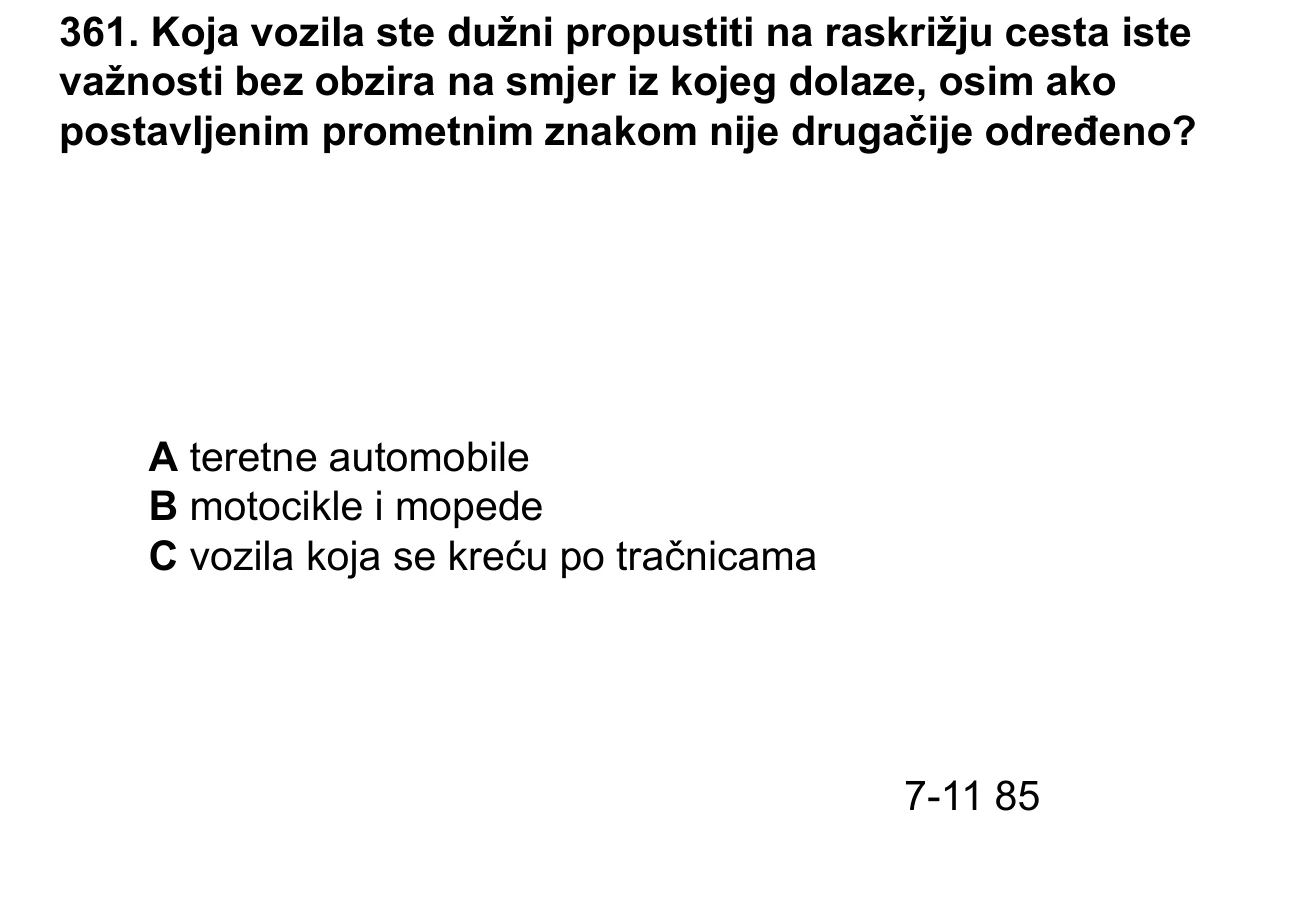 361. Koja vozila ste dužni propustiti na raskrižju cesta iste
važnosti bez obzira na smjer iz kojeg dolaze, osim ako
postavljenim prometnim znakom nije drugačije određeno?
A teretne automobile
B motocikle i mopede
C vozila koja se kreću po tračnicama
7-11 85